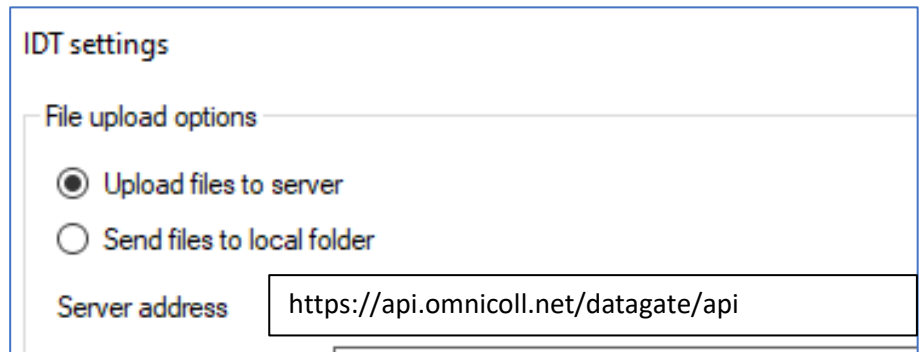 IDT settings
File upload options
Upload files to server
Send files to local folder
Server address https://api.omnicoll.net/datagate/api